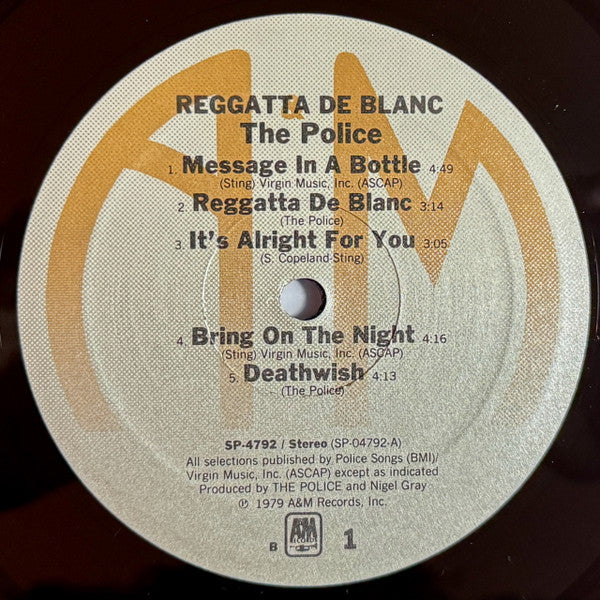 REGGATTA DE BLANC
The Police
1. Message In A Bottle 4:49
(Sting) Virgin Music, Inc. (ASCAP)
2. Reggatta De Blanc 3:14
(The Police)
3 It's Alright For You 3:05
(S. Copeland-Sting)
4. Bring On The Night 4:16
(Sting) Virgin Music, Inc. (ASCAP)
5. Deathwish 4:13
(The Police)
SP-4792 / Stereo (SP-04792-A)
All selections published by Police Songs (BMI)/
Virgin Music, Inc. (ASCAP) except as indicated
Produced by THE POLICE and Nigel Gray
℗ 1979 A&M Records, Inc.
B A&M RECORDS 1